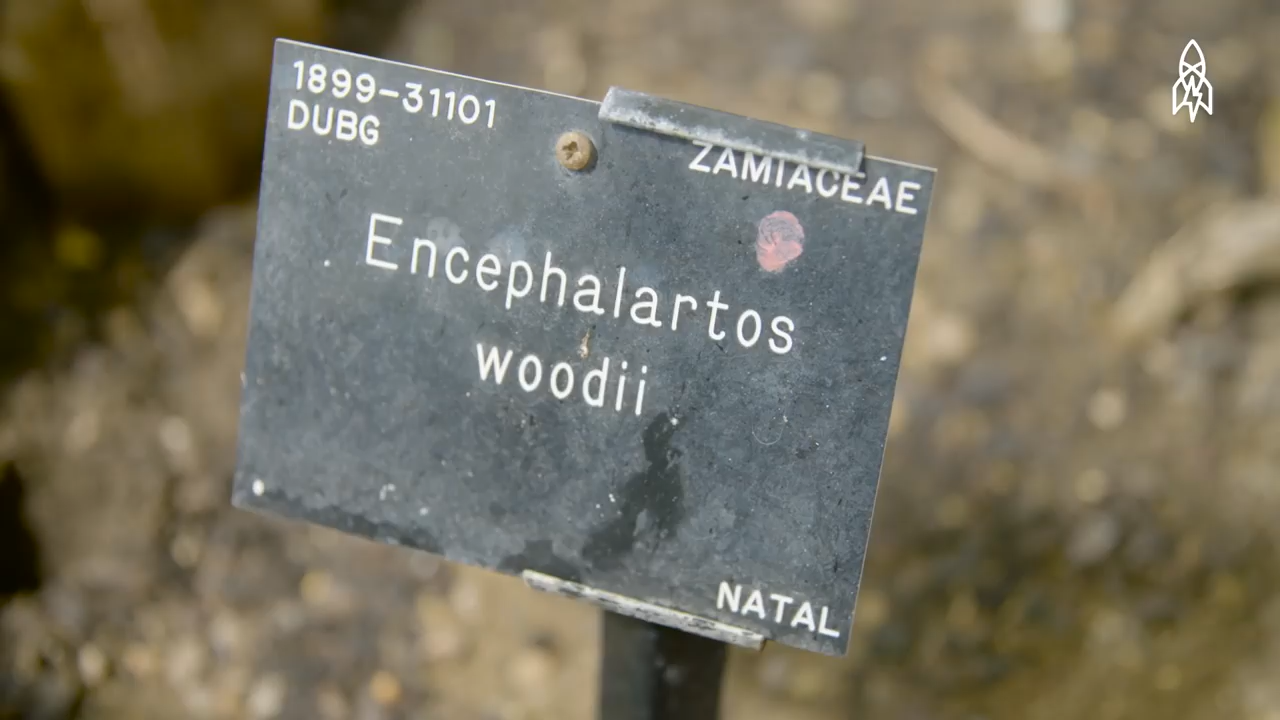 1899-31101
DUBG
ZAMIACEAE
Encephalartos
woodii
NATAL